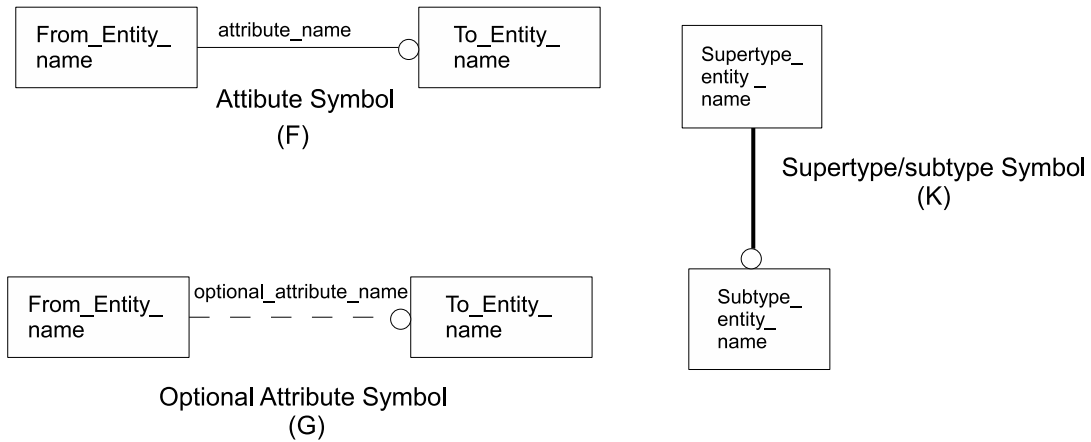 From_Entity_
name
attribute_name
To_Entity_
name
Attibute Symbol
(F)
Supertype_
entity_
name
Supertype/subtype Symbol
(K)
Subtype_
entity_
name
From_Entity_
name
optional_attribute_name
To_Entity_
name
Optional Attribute Symbol
(G)